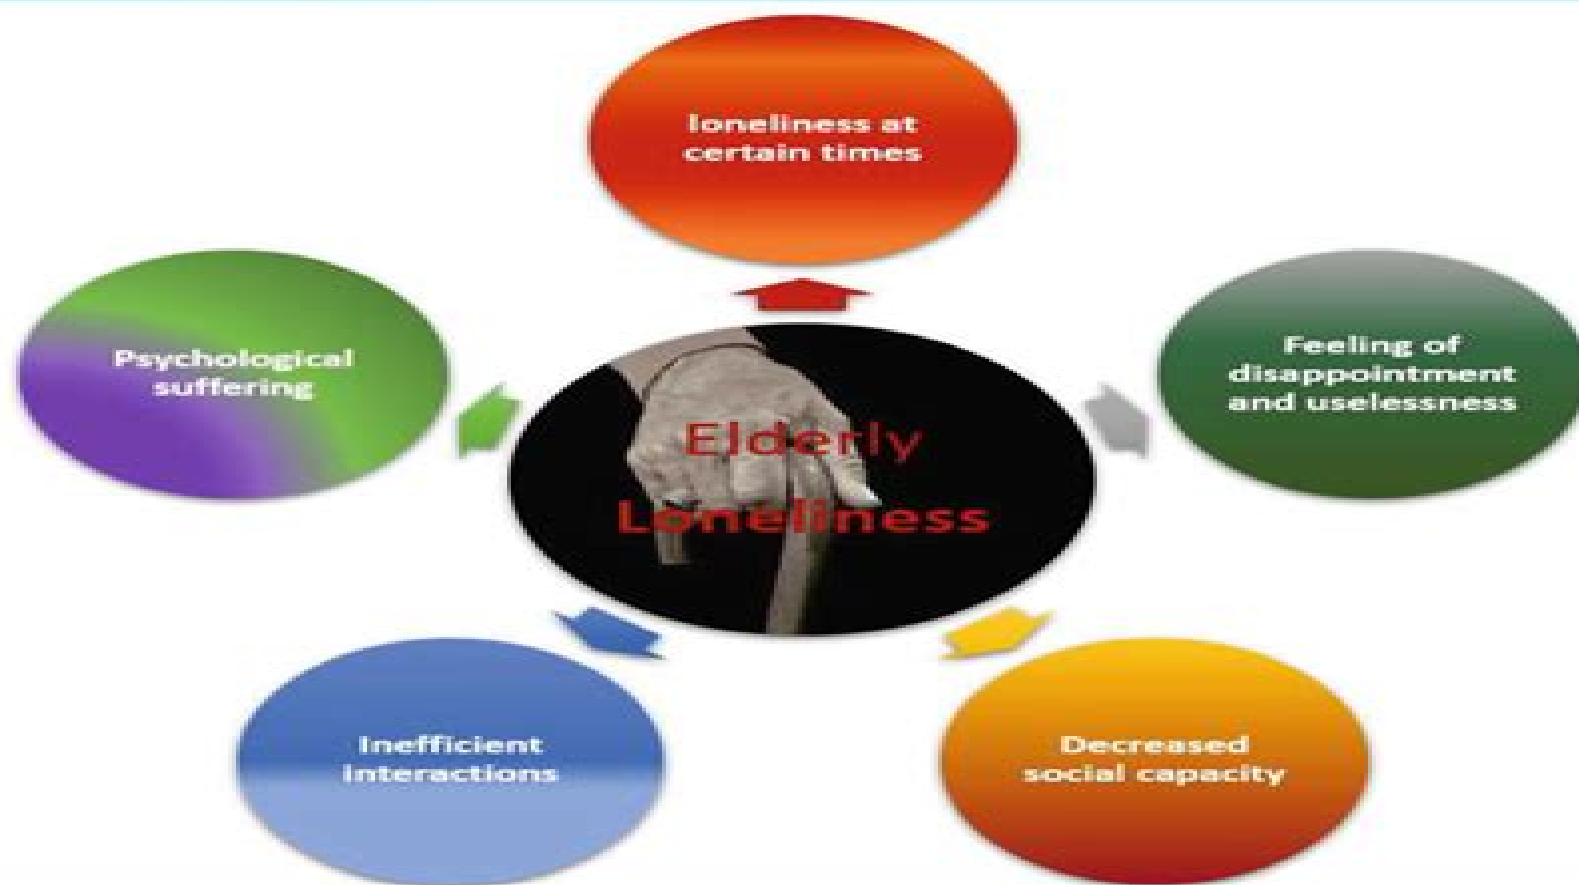 loneliness at
certain times
Feeling of
disappointment
and uselessness
Decreased
social capacity
Inefficient
interactions
Psychological
suffering
Elderly
Loneliness